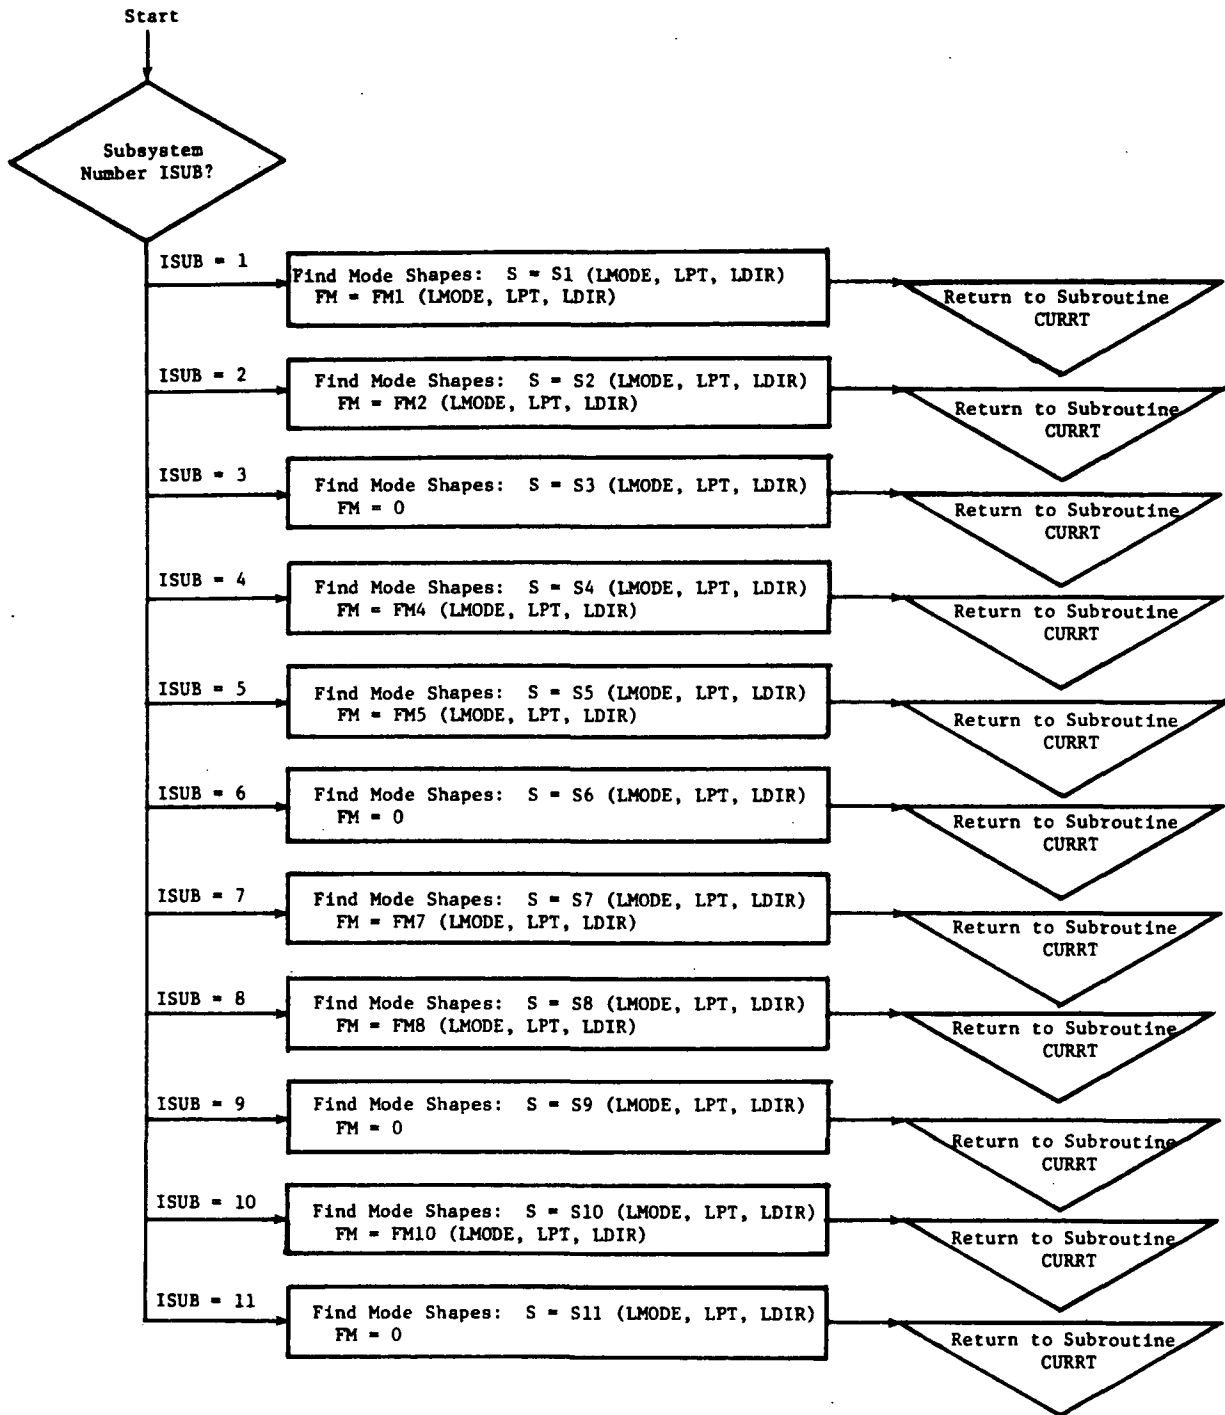 Start
Subsystem
Number ISUB?
ISUB = 1
Find Mode Shapes: S = S1 (LMODE, LPT, LDIR)
FM = FM1 (LMODE, LPT, LDIR)
Return to Subroutine
CURRT
ISUB = 2
Find Mode Shapes: S = S2 (LMODE, LPT, LDIR)
FM = FM2 (LMODE, LPT, LDIR)
Return to Subroutine
CURRT
ISUB = 3
Find Mode Shapes: S = S3 (LMODE, LPT, LDIR)
FM = 0
Return to Subroutine
CURRT
ISUB = 4
Find Mode Shapes: S = S4 (LMODE, LPT, LDIR)
FM = FM4 (LMODE, LPT, LDIR)
Return to Subroutine
CURRT
ISUB = 5
Find Mode Shapes: S = S5 (LMODE, LPT, LDIR)
FM = FM5 (LMODE, LPT, LDIR)
Return to Subroutine
CURRT
ISUB = 6
Find Mode Shapes: S = S6 (LMODE, LPT, LDIR)
FM = 0
Return to Subroutine
CURRT
ISUB = 7
Find Mode Shapes: S = S7 (LMODE, LPT, LDIR)
FM = FM7 (LMODE, LPT, LDIR)
Return to Subroutine
CURRT
ISUB = 8
Find Mode Shapes: S = S8 (LMODE, LPT, LDIR)
FM = FM8 (LMODE, LPT, LDIR)
Return to Subroutine
CURRT
ISUB = 9
Find Mode Shapes: S = S9 (LMODE, LPT, LDIR)
FM = 0
Return to Subroutine
CURRT
ISUB = 10
Find Mode Shapes: S = S10 (LMODE, LPT, LDIR)
FM = FM10 (LMODE, LPT, LDIR)
Return to Subroutine
CURRT
ISUB = 11
Find Mode Shapes: S = S11 (LMODE, LPT, LDIR)
FM = 0
Return to Subroutine
CURRT